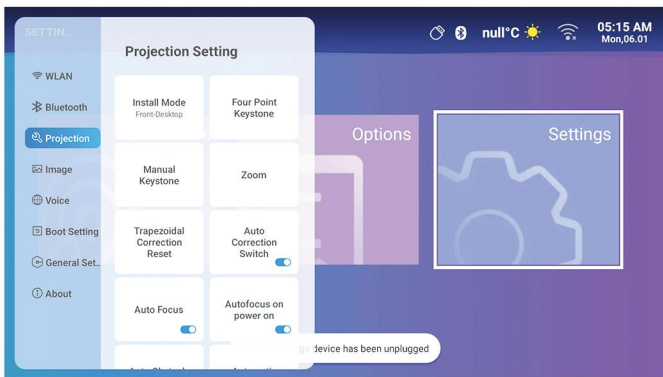 SETTIN..
WLAN
Bluetooth
Projection
Image
Voice
Boot Setting
General Set..
About
Projection Setting
Install Mode
Front-Desktop
Four Point
Keystone
Manual
Keystone
Zoom
Trapezoidal
Correction
Reset
Auto
Correction
Switch
Auto Focus
Autofocus on
power on
null°C
05:15 AM
Mon,06.01
Options
Settings
device has been unplugged